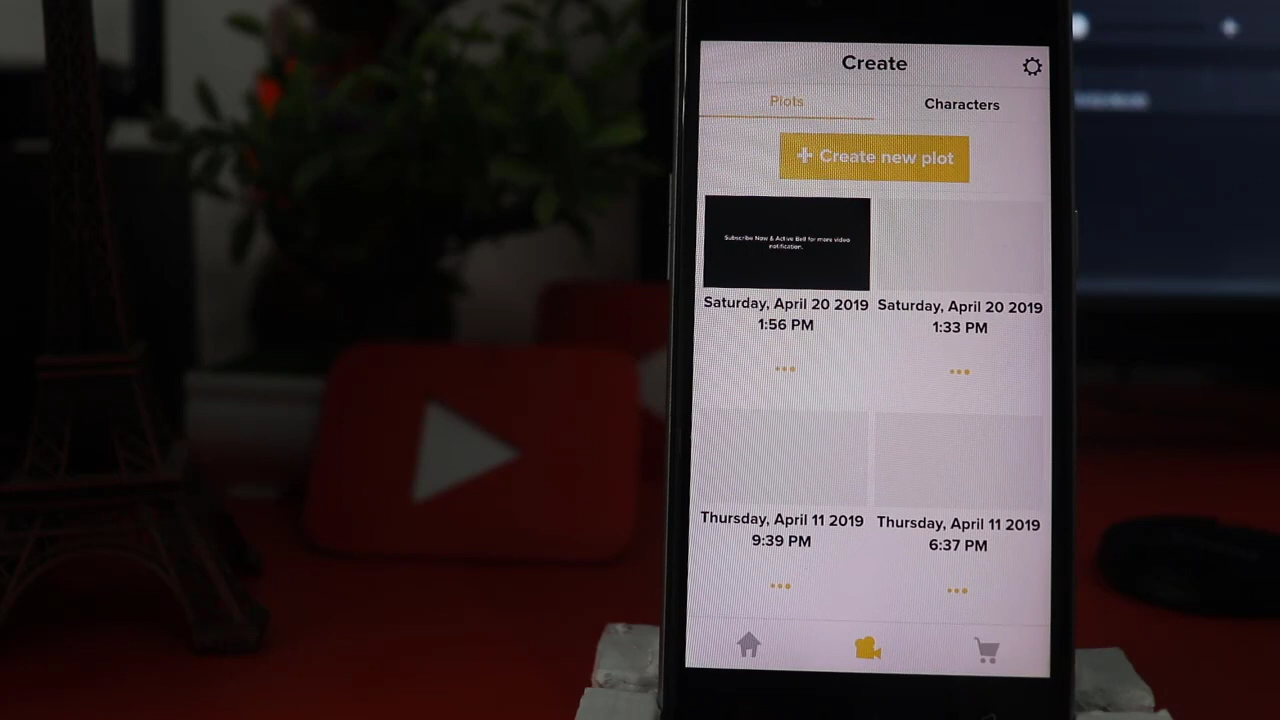 Create
Plots
Characters
+ Create new plot
Subscribe Now & Active Bell for more video
notification.
Saturday, April 20 2019
1:56 PM
Saturday, April 20 2019
1:33 PM
Thursday, April 11 2019
9:39 PM
Thursday, April 11 2019
6:37 PM